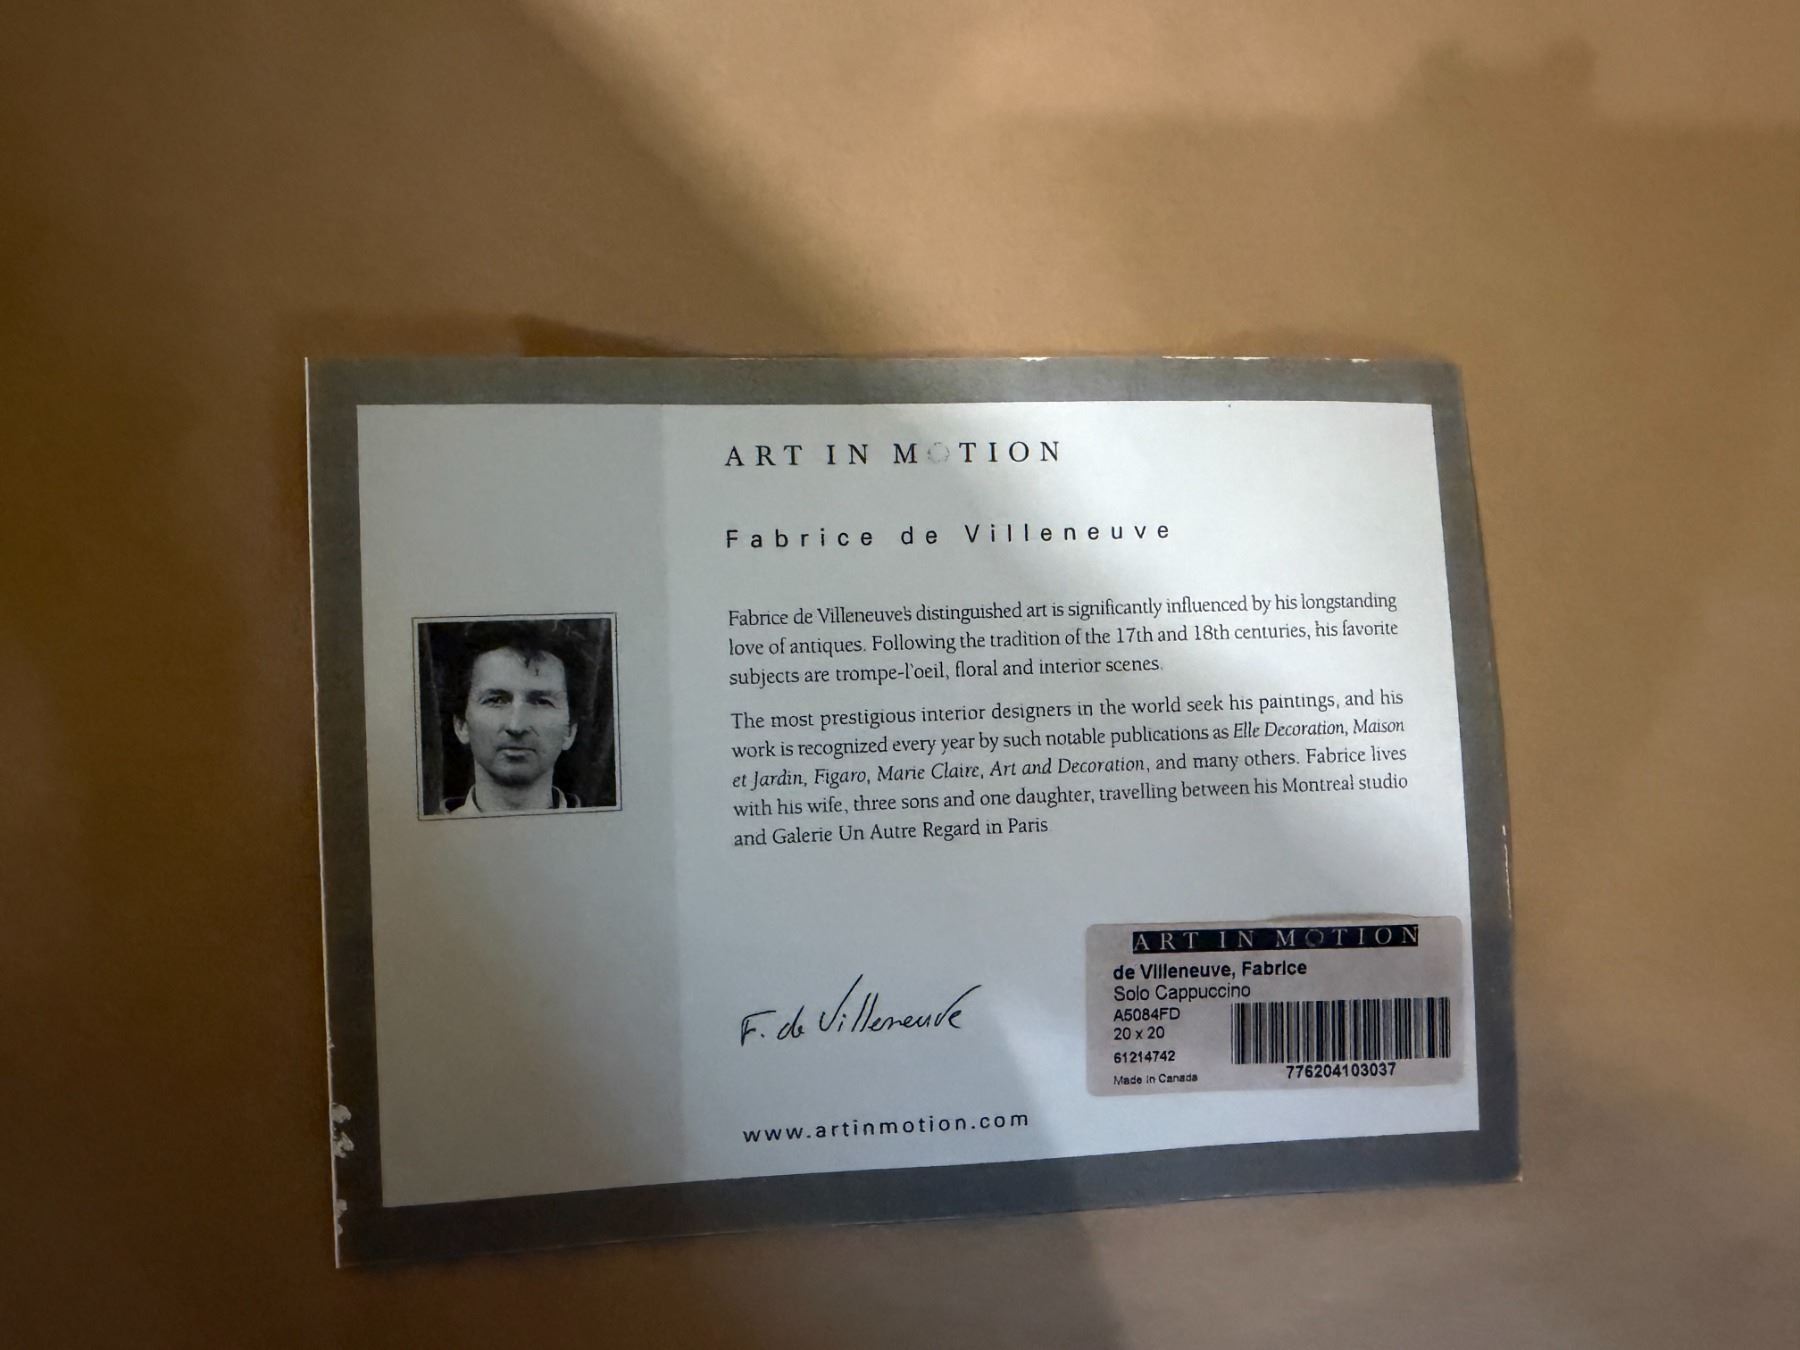 ART IN MOTION
Fabrice de Villeneuve
Fabrice de Villeneuve's distinguished art is significantly influenced by his longstanding
love of antiques. Following the tradition of the 17th and 18th centuries, his favorite
subjects are trompe-l'oeil, floral and interior scenes.
The most prestigious interior designers in the world seek his paintings, and his
work is recognized every year by such notable publications as Elle Decoration, Maison
et Jardin, Figaro, Marie Claire, Art and Decoration, and many others. Fabrice lives
with his wife, three sons and one daughter, travelling between his Montreal studio
and Galerie Un Autre Regard in Paris
F. de Villeneuve
www.artinmotion.com
ART IN MOTION
de Villeneuve, Fabrice
Solo Cappuccino
A5084FD
20 x 20
61214742
Made in Canada
776204103037